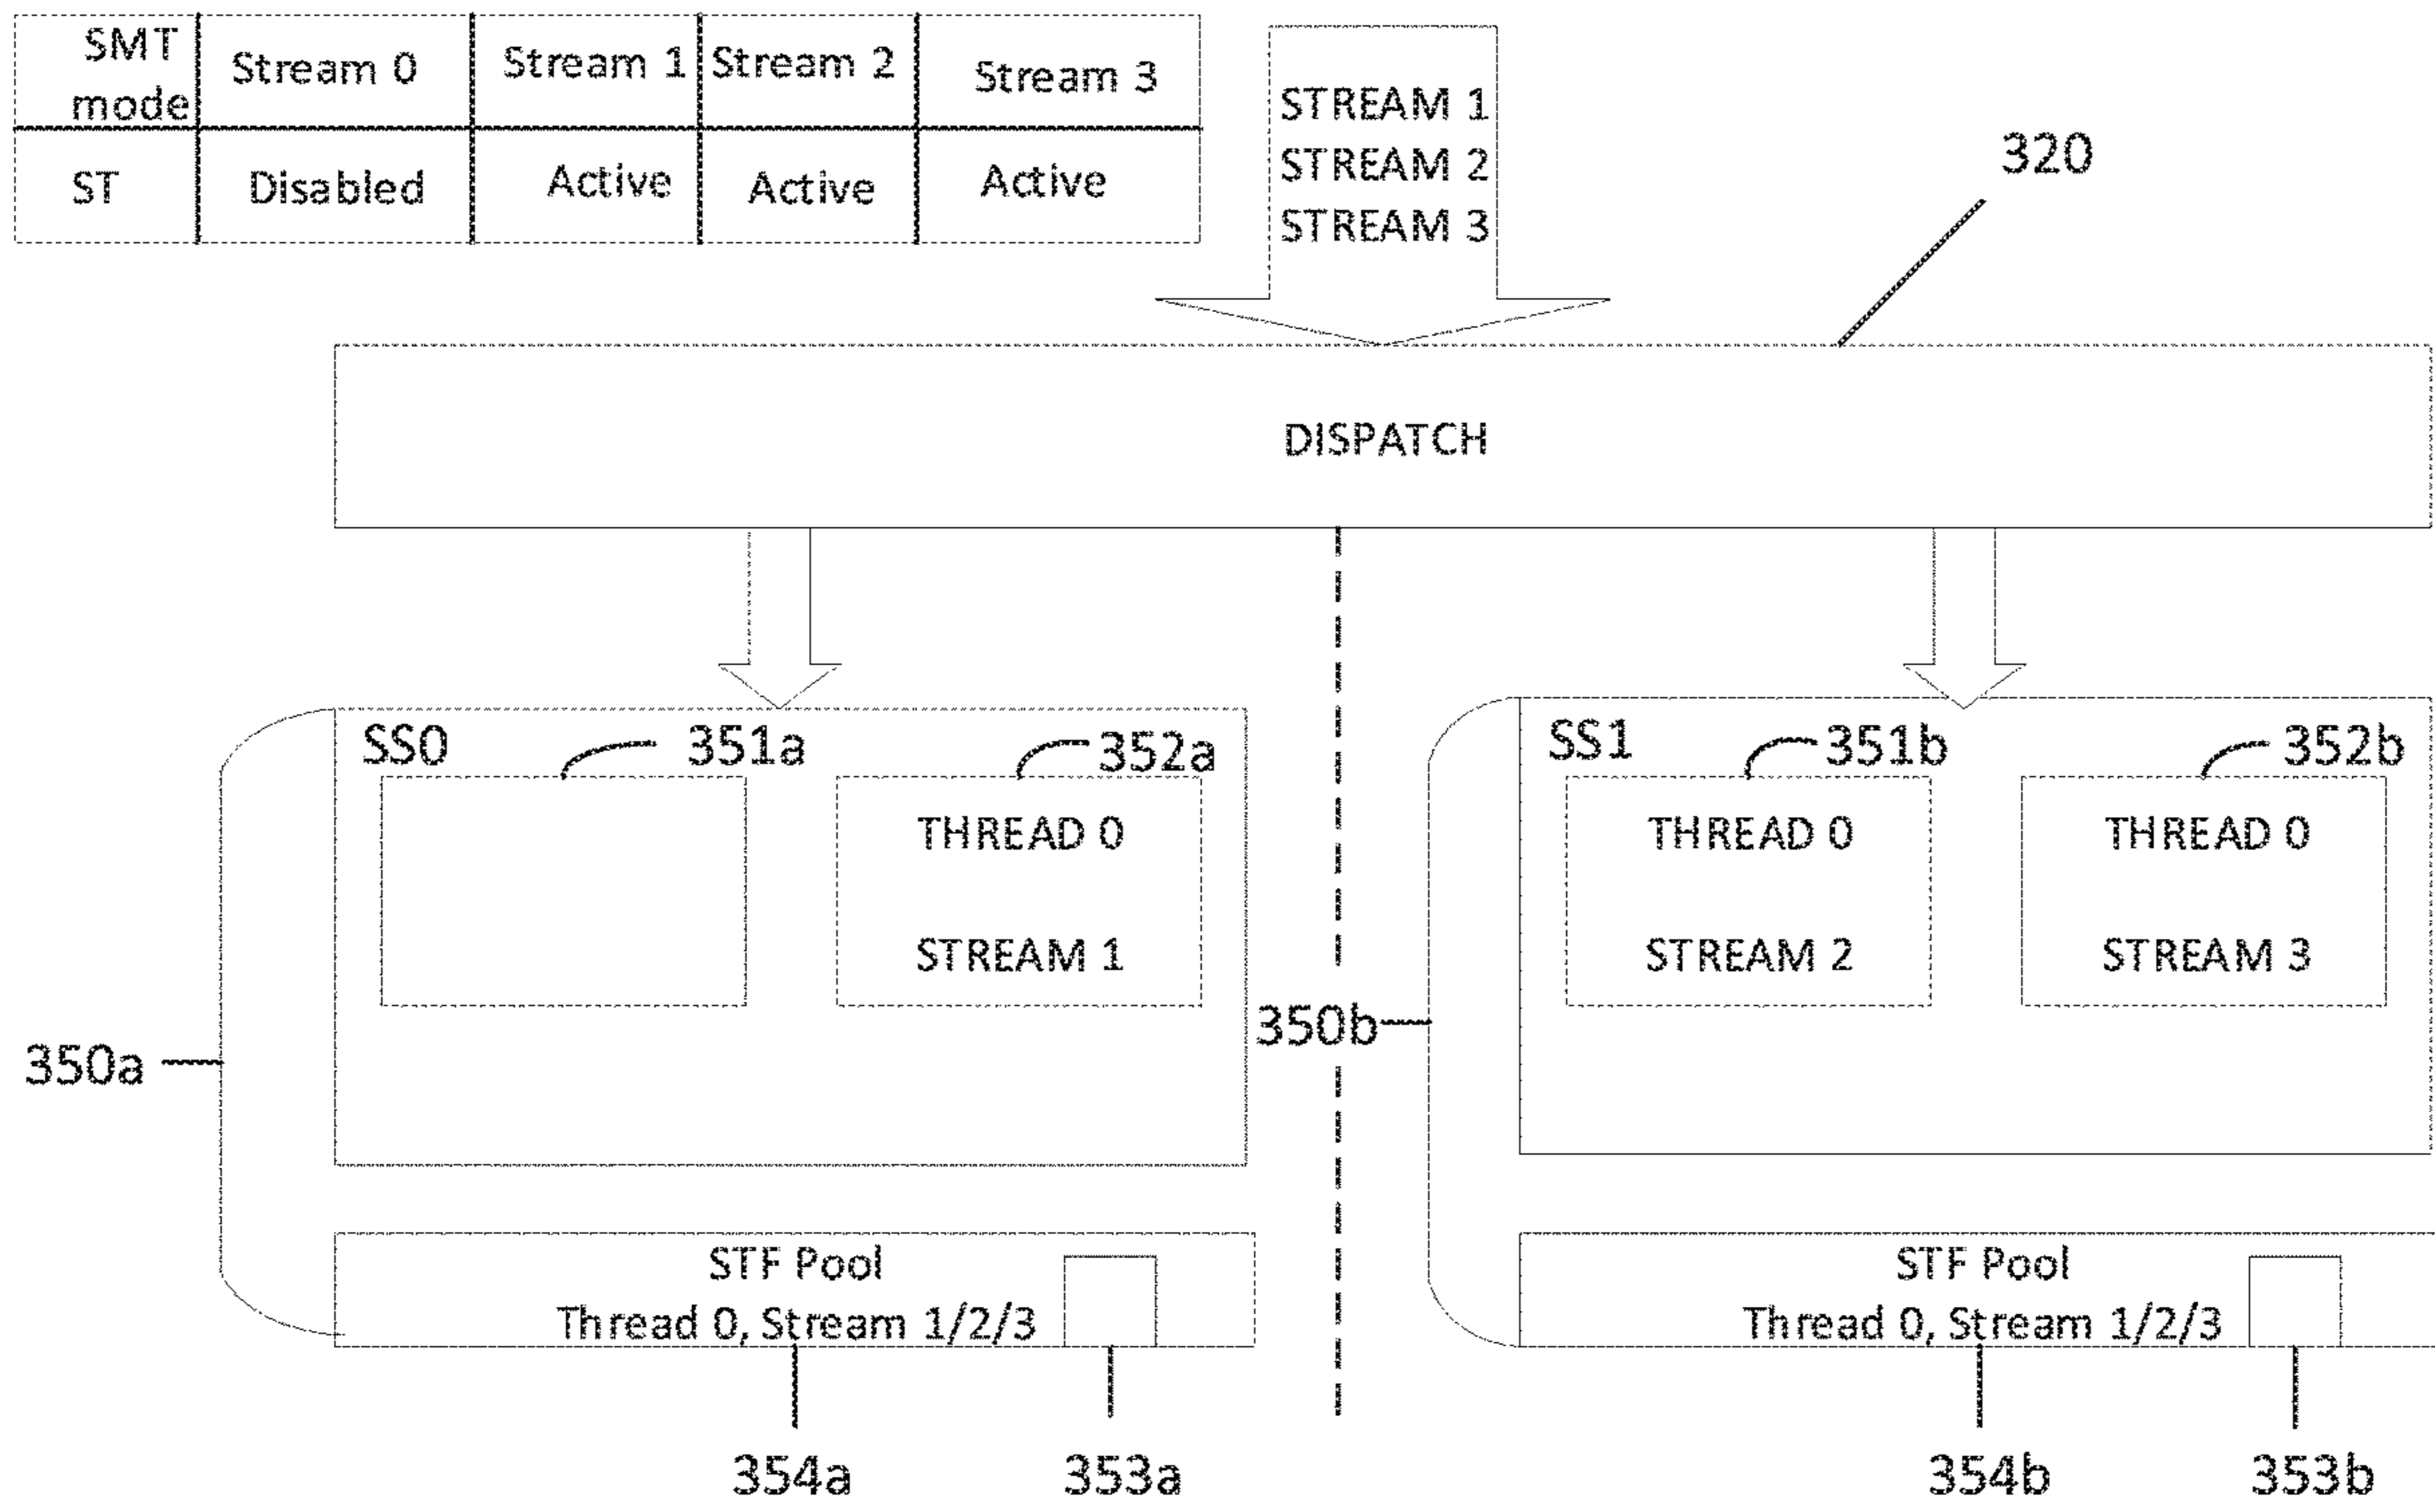 SMT mode Stream 0 Stream 1 Stream 2 Stream 3
ST Disabled Active Active Active
STREAM 1
STREAM 2
STREAM 3
320
DISPATCH
SS0 351a 352a
THREAD 0
STREAM 1
SS1 351b 352b
THREAD 0 THREAD 0
STREAM 2 STREAM 3
350a
350b
STF Pool
Thread 0, Stream 1/2/3
STF Pool
Thread 0, Stream 1/2/3
354a 353a 354b 353b